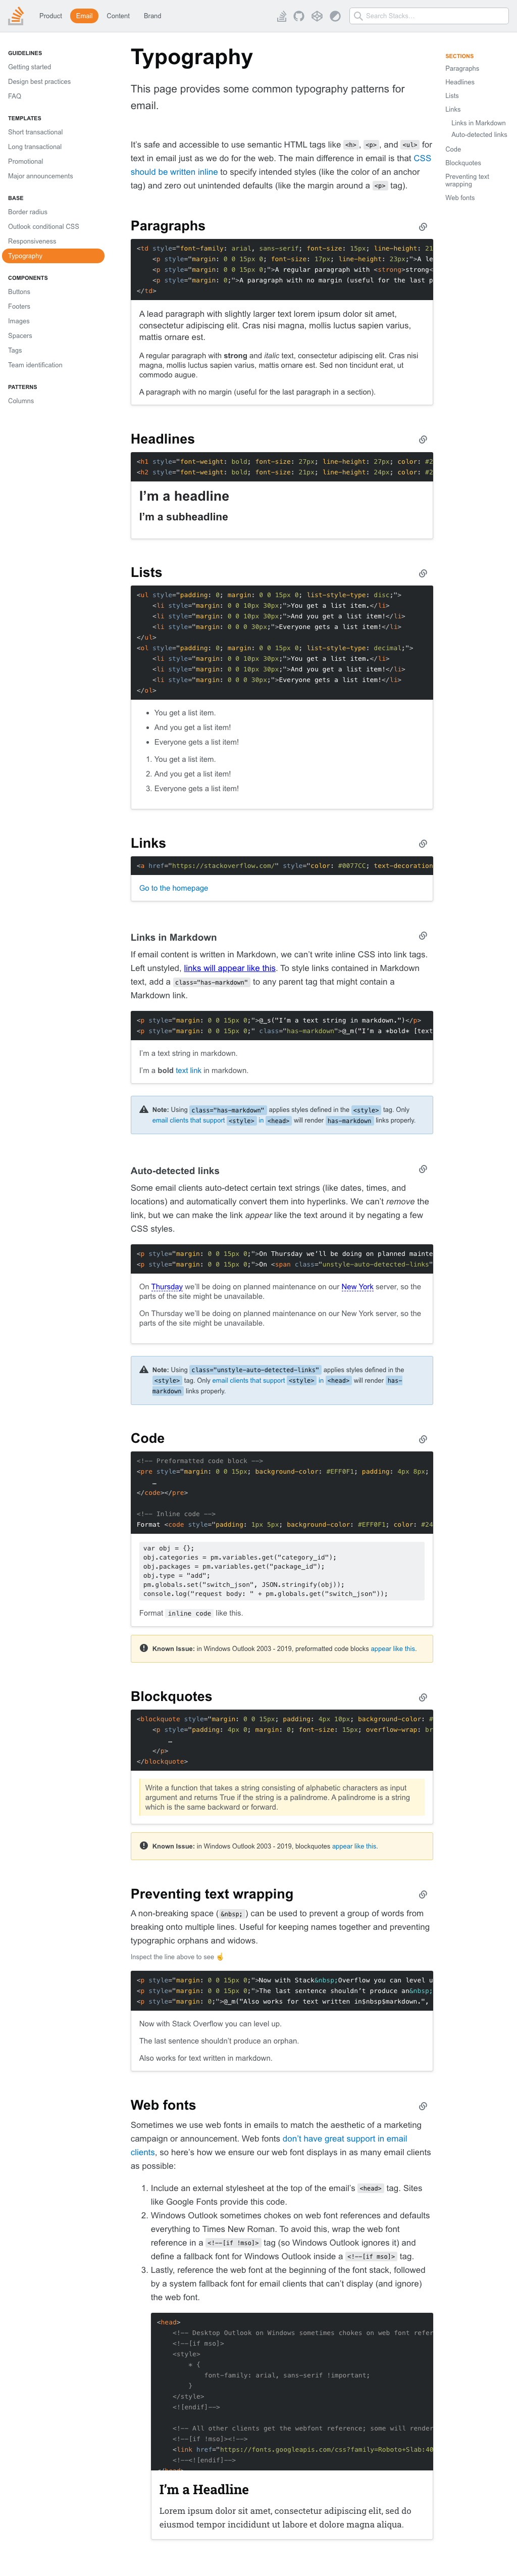 Product Email Content Brand Search Stacks…
GUIDELINES
Getting started
Design best practices
FAQ
TEMPLATES
Short transactional
Long transactional
Promotional
Major announcements
BASE
Border radius
Outlook conditional CSS
Responsiveness
Typography
COMPONENTS
Buttons
Footers
Images
Spacers
Tags
Team identification
PATTERNS
Columns
Typography
This page provides some common typography patterns for
email.
It's safe and accessible to use semantic HTML tags like <h>, <p>, and <ul> for
text in email just as we do for the web. The main difference in email is that CSS
should be written inline to specify intended styles (like the color of an anchor
tag) and zero out unintended defaults (like the margin around a <p> tag).
SECTIONS
Paragraphs
Headlines
Lists
Links
Links in Markdown
Auto-detected links
Code
Blockquotes
Preventing text
wrapping
Web fonts
Paragraphs
<td style="font-family: arial, sans-serif; font-size: 15px; line-height: 21
<p style="margin: 0 0 15px 0; font-size: 17px; line-height: 23px;">A le
<p style="margin: 0 0 15px 0;">A regular paragraph with <strong>strong<
<p style="margin: 0;">A paragraph with no margin (useful for the last p
</td>
A lead paragraph with slightly larger text lorem ipsum dolor sit amet,
consectetur adipiscing elit. Cras nisi magna, mollis luctus sapien varius,
mattis ornare est.
A regular paragraph with strong and italic text, consectetur adipiscing elit. Cras nisi
magna, mollis luctus sapien varius, mattis ornare est. Sed non tincidunt erat, ut
commodo augue.
A paragraph with no margin (useful for the last paragraph in a section).
Headlines
<h1 style="font-weight: bold; font-size: 27px; line-height: 27px; color: #2
<h2 style="font-weight: bold; font-size: 21px; line-height: 24px; color: #2
I'm a headline
I'm a subheadline
Lists
<ul style="padding: 0; margin: 0 0 15px 0; list-style-type: disc;">
<li style="margin: 0 0 10px 30px;">You get a list item.</li>
<li style="margin: 0 0 10px 30px;">And you get a list item!</li>
<li style="margin: 0 0 0 30px;">Everyone gets a list item!</li>
</ul>
<ol style="padding: 0; margin: 0 0 15px 0; list-style-type: decimal;">
<li style="margin: 0 0 10px 30px;">You get a list item.</li>
<li style="margin: 0 0 10px 30px;">And you get a list item!</li>
<li style="margin: 0 0 0 30px;">Everyone gets a list item!</li>
</ol>
• You get a list item.
• And you get a list item!
• Everyone gets a list item!
1. You get a list item.
2. And you get a list item!
3. Everyone gets a list item!
Links
<a href="https://stackoverflow.com/" style="color: #0077CC; text-decoration
Go to the homepage
Links in Markdown
If email content is written in Markdown, we can't write inline CSS into link tags.
Left unstyled, links will appear like this. To style links contained in Markdown
text, add a class="has-markdown" to any parent tag that might contain a
Markdown link.
<p style="margin: 0 0 15px 0;">@_s("I'm a text string in markdown.")</p>
<p style="margin: 0 0 15px 0;" class="has-markdown">@_m("I'm a *bold* [text
I'm a text string in markdown.
I'm a bold text link in markdown.
Note: Using class="has-markdown" applies styles defined in the <style> tag. Only
email clients that support <style> in <head> will render has-markdown links properly.
Auto-detected links
Some email clients auto-detect certain text strings (like dates, times, and
locations) and automatically convert them into hyperlinks. We can't remove the
link, but we can make the link appear like the text around it by negating a few
CSS styles.
<p style="margin: 0 0 15px 0;">On Thursday we'll be doing on planned mainte
<p style="margin: 0 0 15px 0;">On <span class="unstyle-auto-detected-links"
On Thursday we'll be doing on planned maintenance on our New York server, so the
parts of the site might be unavailable.
On Thursday we'll be doing on planned maintenance on our New York server, so the
parts of the site might be unavailable.
Note: Using class="unstyle-auto-detected-links" applies styles defined in the
<style> tag. Only email clients that support <style> in <head> will render has-
markdown links properly.
Code
<!-- Preformatted code block -->
<pre style="margin: 0 0 15px; background-color: #EFF0F1; padding: 4px 8px;
…
</code></pre>
<!-- Inline code -->
Format <code style="padding: 1px 5px; background-color: #EFF0F1; color: #24
var obj = {};
obj.categories = pm.variables.get("category_id");
obj.packages = pm.variables.get("package_id");
obj.type = "add";
pm.globals.set("switch_json", JSON.stringify(obj));
console.log("request body: " + pm.globals.get("switch_json"));
Format inline code like this.
Known Issue: in Windows Outlook 2003 - 2019, preformatted code blocks appear like this.
Blockquotes
<blockquote style="margin: 0 0 15px; padding: 4px 10px; background-color: #
<p style="padding: 4px 0; margin: 0; font-size: 15px; overflow-wrap: br
…
</p>
</blockquote>
Write a function that takes a string consisting of alphabetic characters as input
argument and returns True if the string is a palindrome. A palindrome is a string
which is the same backward or forward.
Known Issue: in Windows Outlook 2003 - 2019, blockquotes appear like this.
Preventing text wrapping
A non-breaking space (&nbsp;) can be used to prevent a group of words from
breaking onto multiple lines. Useful for keeping names together and preventing
typographic orphans and widows.
Inspect the line above to see ☝️
<p style="margin: 0 0 15px 0;">Now with Stack&nbsp;Overflow you can level u
<p style="margin: 0 0 15px 0;">The last sentence shouldn't produce an&nbsp;
<p style="margin: 0;">@_m("Also works for text written in$nbsp$markdown.",
Now with Stack Overflow you can level up.
The last sentence shouldn't produce an orphan.
Also works for text written in markdown.
Web fonts
Sometimes we use web fonts in emails to match the aesthetic of a marketing
campaign or announcement. Web fonts don't have great support in email
clients, so here's how we ensure our web font displays in as many email clients
as possible:
1. Include an external stylesheet at the top of the email's <head> tag. Sites
like Google Fonts provide this code.
2. Windows Outlook sometimes chokes on web font references and defaults
everything to Times New Roman. To avoid this, wrap the web font
reference in a <!--[if !mso]> tag (so Windows Outlook ignores it) and
define a fallback font for Windows Outlook inside a <!--[if mso]> tag.
3. Lastly, reference the web font at the beginning of the font stack, followed
by a system fallback font for email clients that can't display (and ignore)
the web font.
<head>
<!-- Desktop Outlook on Windows sometimes chokes on web font refer
<!--[if mso]>
<style>
* {
font-family: arial, sans-serif !important;
}
</style>
<![endif]-->
<!-- All other clients get the webfont reference; some will render
<!--[if !mso]><!-->
<link href="https://fonts.googleapis.com/css?family=Roboto+Slab:40
<!--<![endif]-->
I'm a Headline
Lorem ipsum dolor sit amet, consectetur adipiscing elit, sed do
eiusmod tempor incididunt ut labore et dolore magna aliqua.